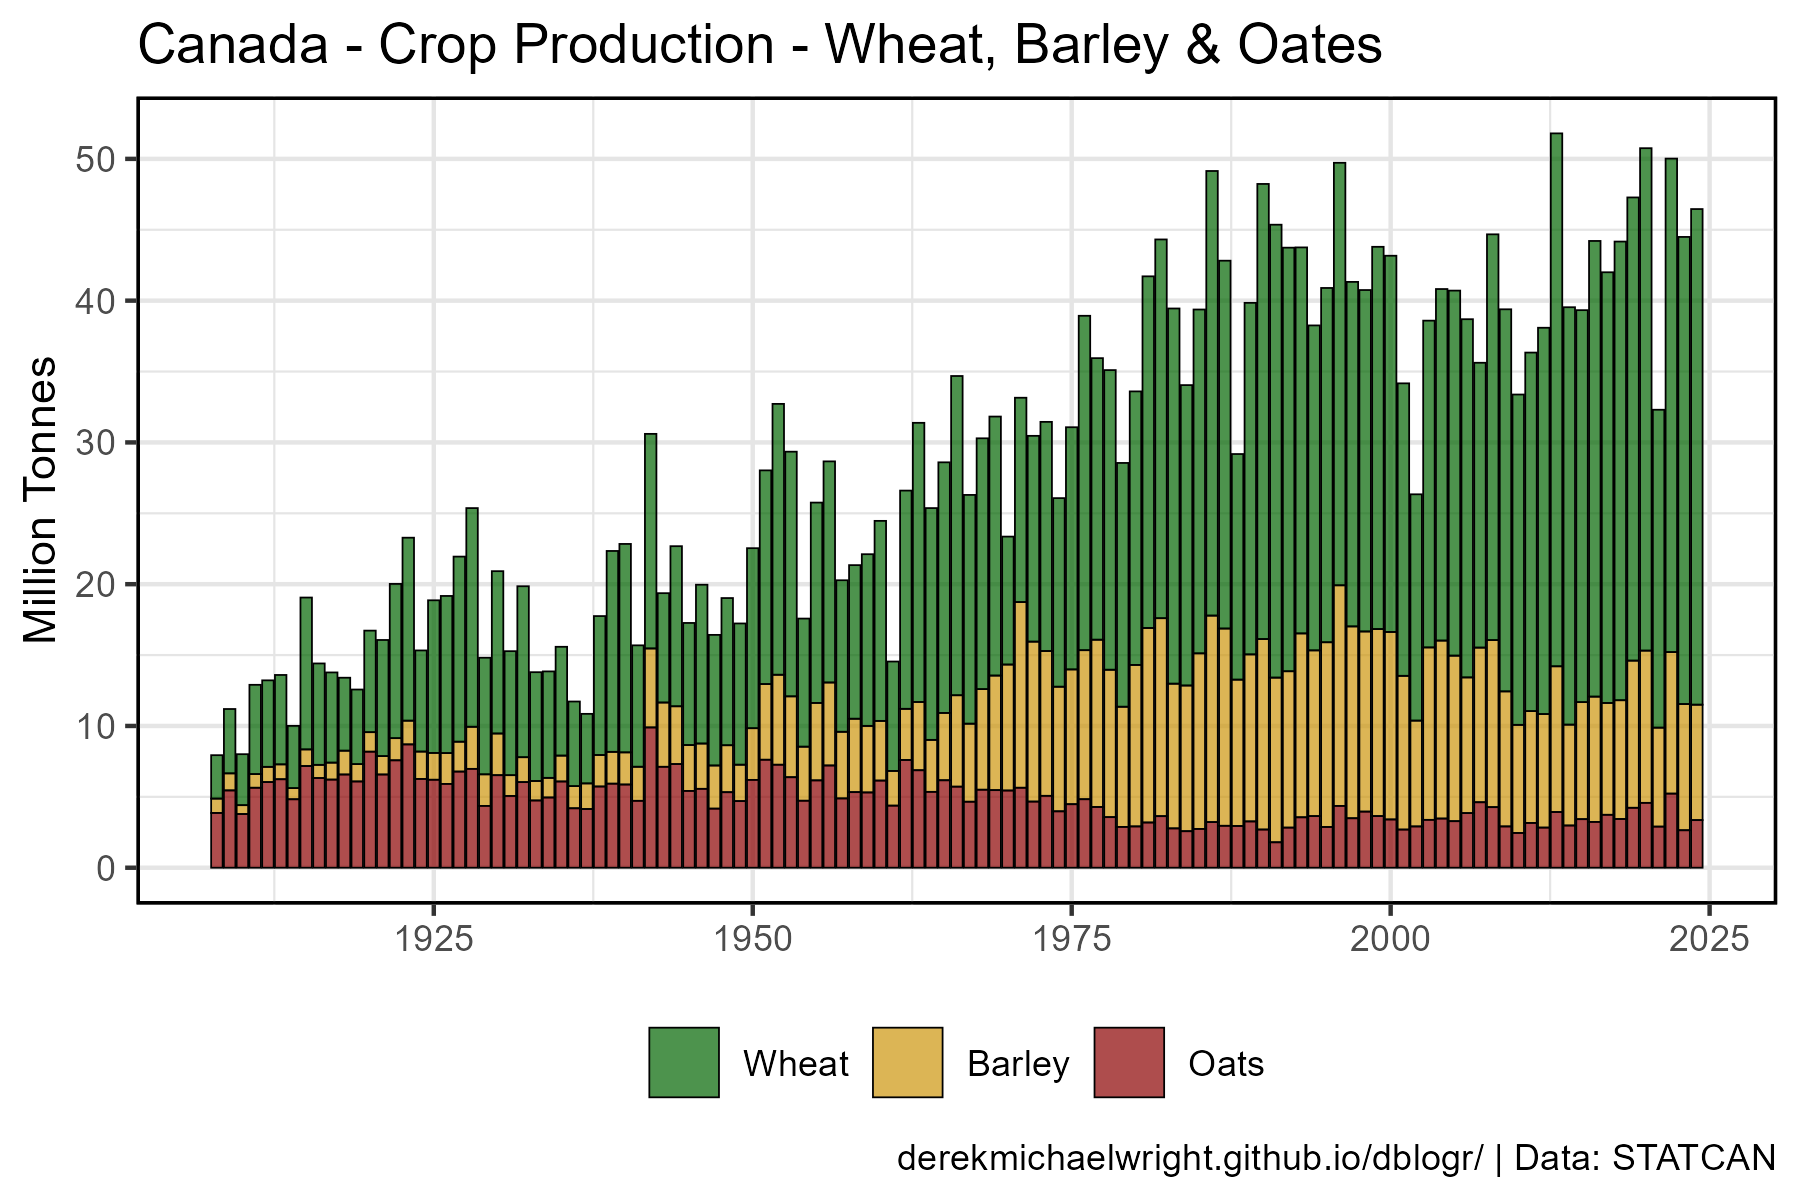 Canada - Crop Production - Wheat, Barley & Oates
Million Tonnes
50
40
30
20
10
0
1925 1950 1975 2000 2025
Wheat Barley Oats
derekmichaelwright.github.io/dblogr/ | Data: STATCAN